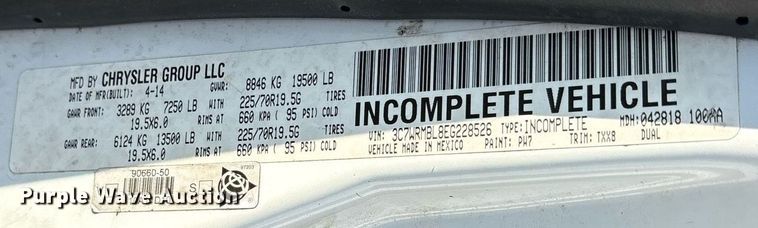 MFD BY CHRYSLER GROUP LLC
DATE OF MFR(BUILT): 4-14 GVWR: 8846 KG 19500 LB
GAWR FRONT: 3289 KG 7250 LB WITH 225/70R19.5G TIRES
19.5X6.0 RIMS AT 660 KPA ( 95 PSI) COLD
GAWR REAR: 6124 KG 13500 LB WITH 225/70R19.5G TIRES
19.5X6.0 RIMS AT 660 KPA ( 95 PSI) COLD
INCOMPLETE VEHICLE
VIN: 3C7WRMBL8EG228526 TYPE: INCOMPLETE MDH: 042818
VEHICLE MADE IN MEXICO PAINT: PW7 TRIM: TXX8 DUAL
90660-50
Purple Wave Auction